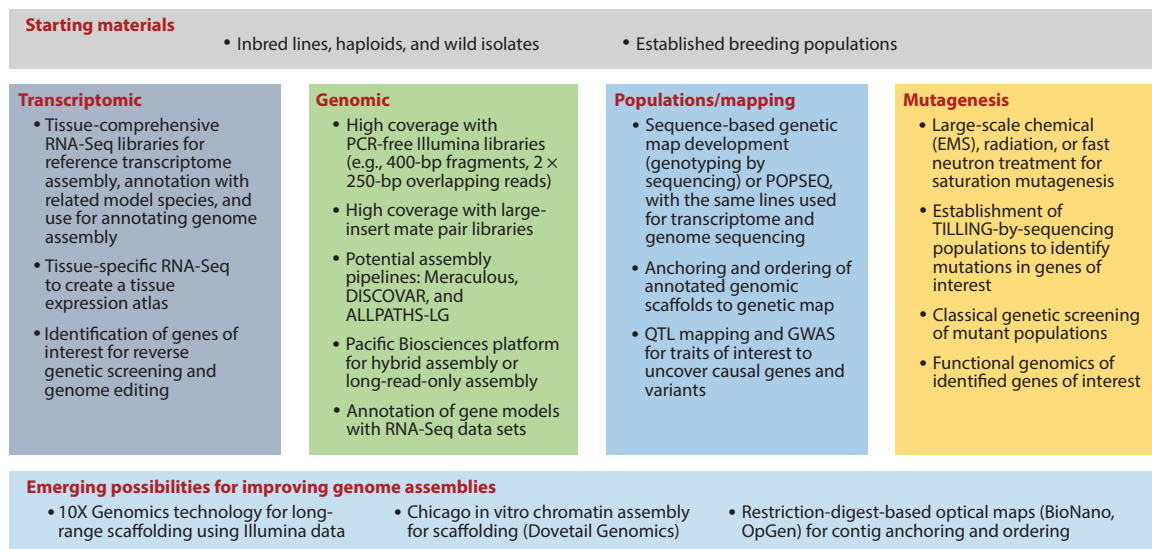 Starting materials
• Inbred lines, haploids, and wild isolates
• Established breeding populations
Transcriptomic
• Tissue-comprehensive
RNA-Seq libraries for
reference transcriptome
assembly, annotation with
related model species, and
use for annotating genome
assembly
• Tissue-specific RNA-Seq
to create a tissue
expression atlas
• Identification of genes of
interest for reverse
genetic screening and
genome editing
Genomic
• High coverage with
PCR-free Illumina libraries
(e.g., 400-bp fragments, 2 ×
250-bp overlapping reads)
• High coverage with large-
insert mate pair libraries
• Potential assembly
pipelines: Meraculous,
DISCOVAR, and
ALLPATHS-LG
• Pacific Biosciences platform
for hybrid assembly or
long-read-only assembly
• Annotation of gene models
with RNA-Seq data sets
Populations/mapping
• Sequence-based genetic
map development
(genotyping by
sequencing) or POPSEQ,
with the same lines used
for transcriptome and
genome sequencing
• Anchoring and ordering of
annotated genomic
scaffolds to genetic map
• QTL mapping and GWAS
for traits of interest to
uncover causal genes and
variants
Mutagenesis
• Large-scale chemical
(EMS), radiation, or fast
neutron treatment for
saturation mutagenesis
• Establishment of
TILLING-by-sequencing
populations to identify
mutations in genes of
interest
• Classical genetic screening
of mutant populations
• Functional genomics of
identified genes of interest
Emerging possibilities for improving genome assemblies
• 10X Genomics technology for long-
range scaffolding using Illumina data
• Chicago in vitro chromatin assembly
for scaffolding (Dovetail Genomics)
• Restriction-digest-based optical maps (BioNano,
OpGen) for contig anchoring and ordering